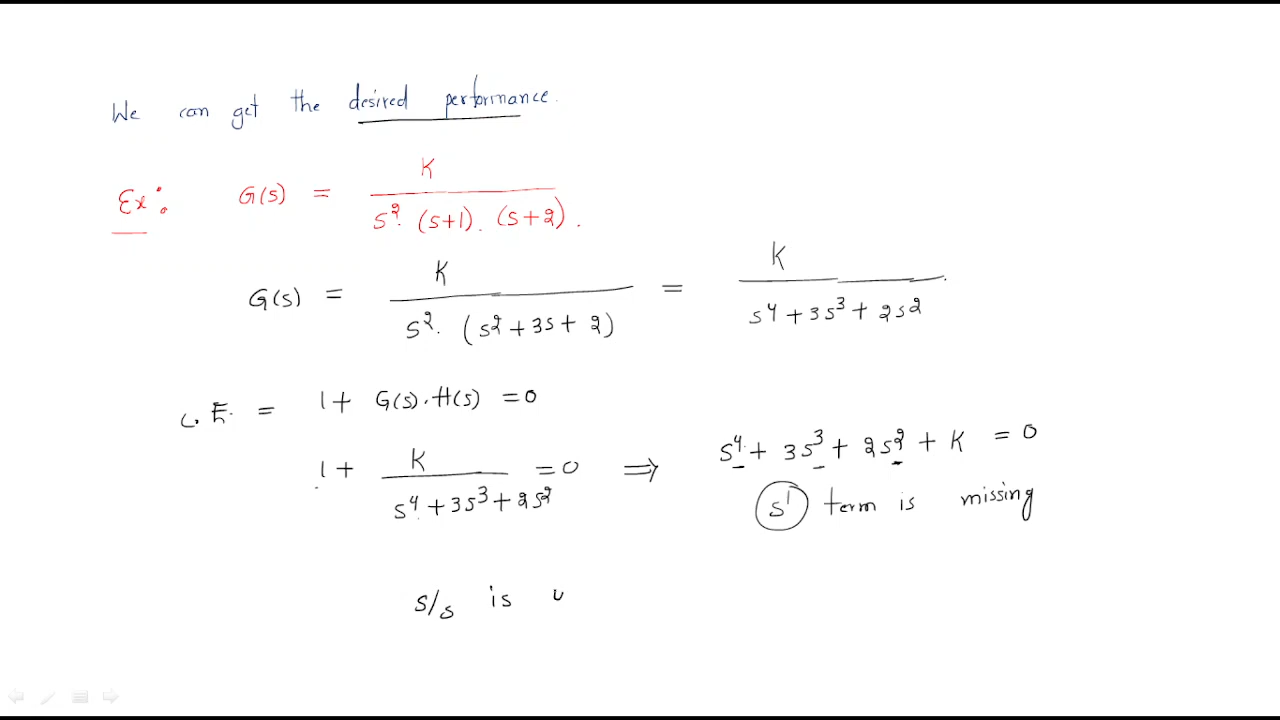 We can get the desired performance.
Ex: G(s) = K / s². (s+1). (s+2).
G(s) = K / s². (s²+3s+2) = K / s⁴+3s³+2s²
C.E. = 1+ G(s).H(s) =0
1+ K / s⁴+3s³+2s² =0 ⟹ s⁴+ 3s³+ 2s²+ K =0
s¹ term is missing
s/s is